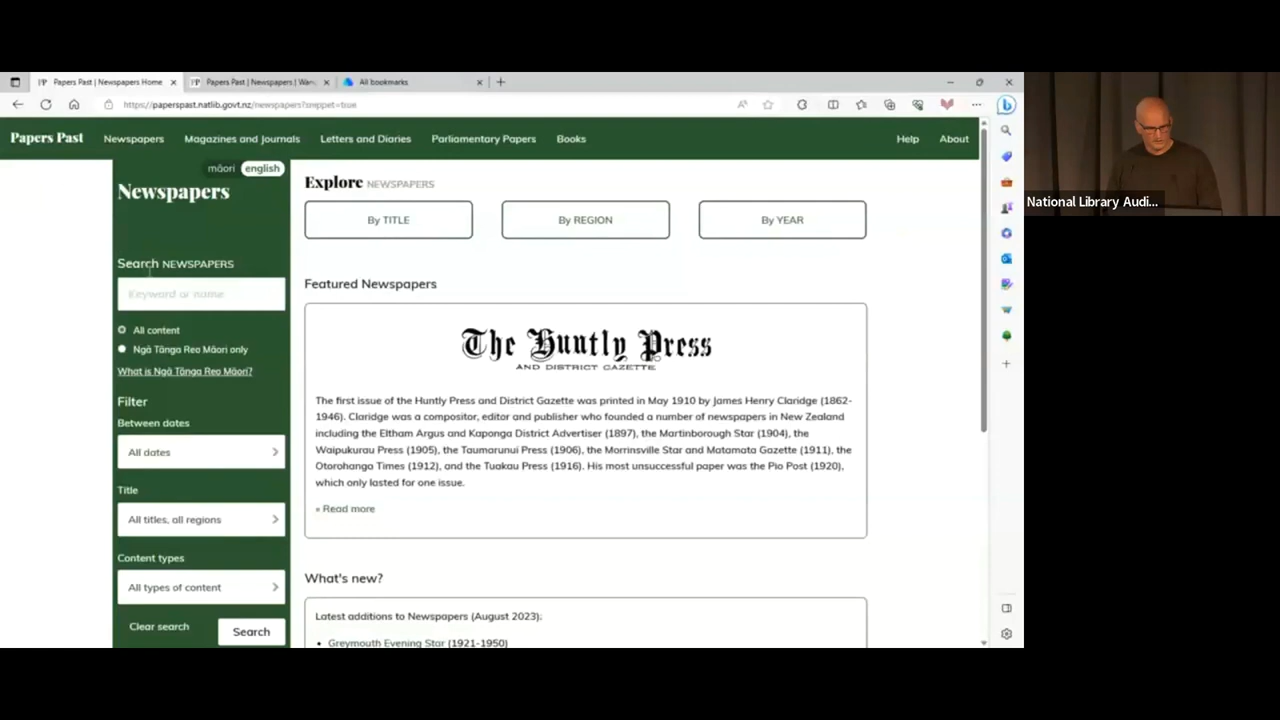 Papers Past | Newspapers Home
Papers Past | Newspapers | Wan
All bookmarks
https://paperspast.natlib.govt.nz/newspapers?snippet=true
Papers Past
Newspapers
Magazines and Journals
Letters and Diaries
Parliamentary Papers
Books
Help
About
māori
english
Newspapers
Search NEWSPAPERS
Keyword or name
All content
Ngā Tānga Reo Māori only
What is Ngā Tānga Reo Māori?
Filter
Between dates
All dates
Title
All titles, all regions
Content types
All types of content
Clear search
Search
Explore NEWSPAPERS
By TITLE
By REGION
By YEAR
Featured Newspapers
The Huntly Press
AND DISTRICT GAZETTE.
The first issue of the Huntly Press and District Gazette was printed in May 1910 by James Henry Claridge (1862-
1946). Claridge was a compositor, editor and publisher who founded a number of newspapers in New Zealand
including the Eltham Argus and Kaponga District Advertiser (1897), the Martinborough Star (1904), the
Waipukurau Press (1905), the Taumarunui Press (1906), the Morrinsville Star and Matamata Gazette (1911), the
Otorohanga Times (1912), and the Tuakau Press (1916). His most unsuccessful paper was the Pio Post (1920),
which only lasted for one issue.
» Read more
What's new?
Latest additions to Newspapers (August 2023):
• Greymouth Evening Star (1921-1950)
National Library Audi...